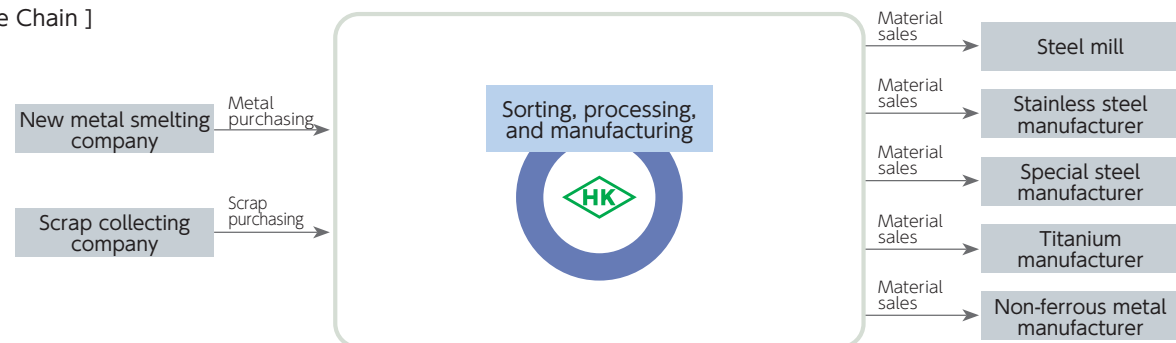 e Chain ]
New metal smelting
company
Metal
purchasing
Scrap collecting
company
Scrap
purchasing
Sorting, processing,
and manufacturing
HK
Material
sales
Steel mill
Material
sales
Stainless steel
manufacturer
Material
sales
Special steel
manufacturer
Material
sales
Titanium
manufacturer
Material
sales
Non-ferrous metal
manufacturer